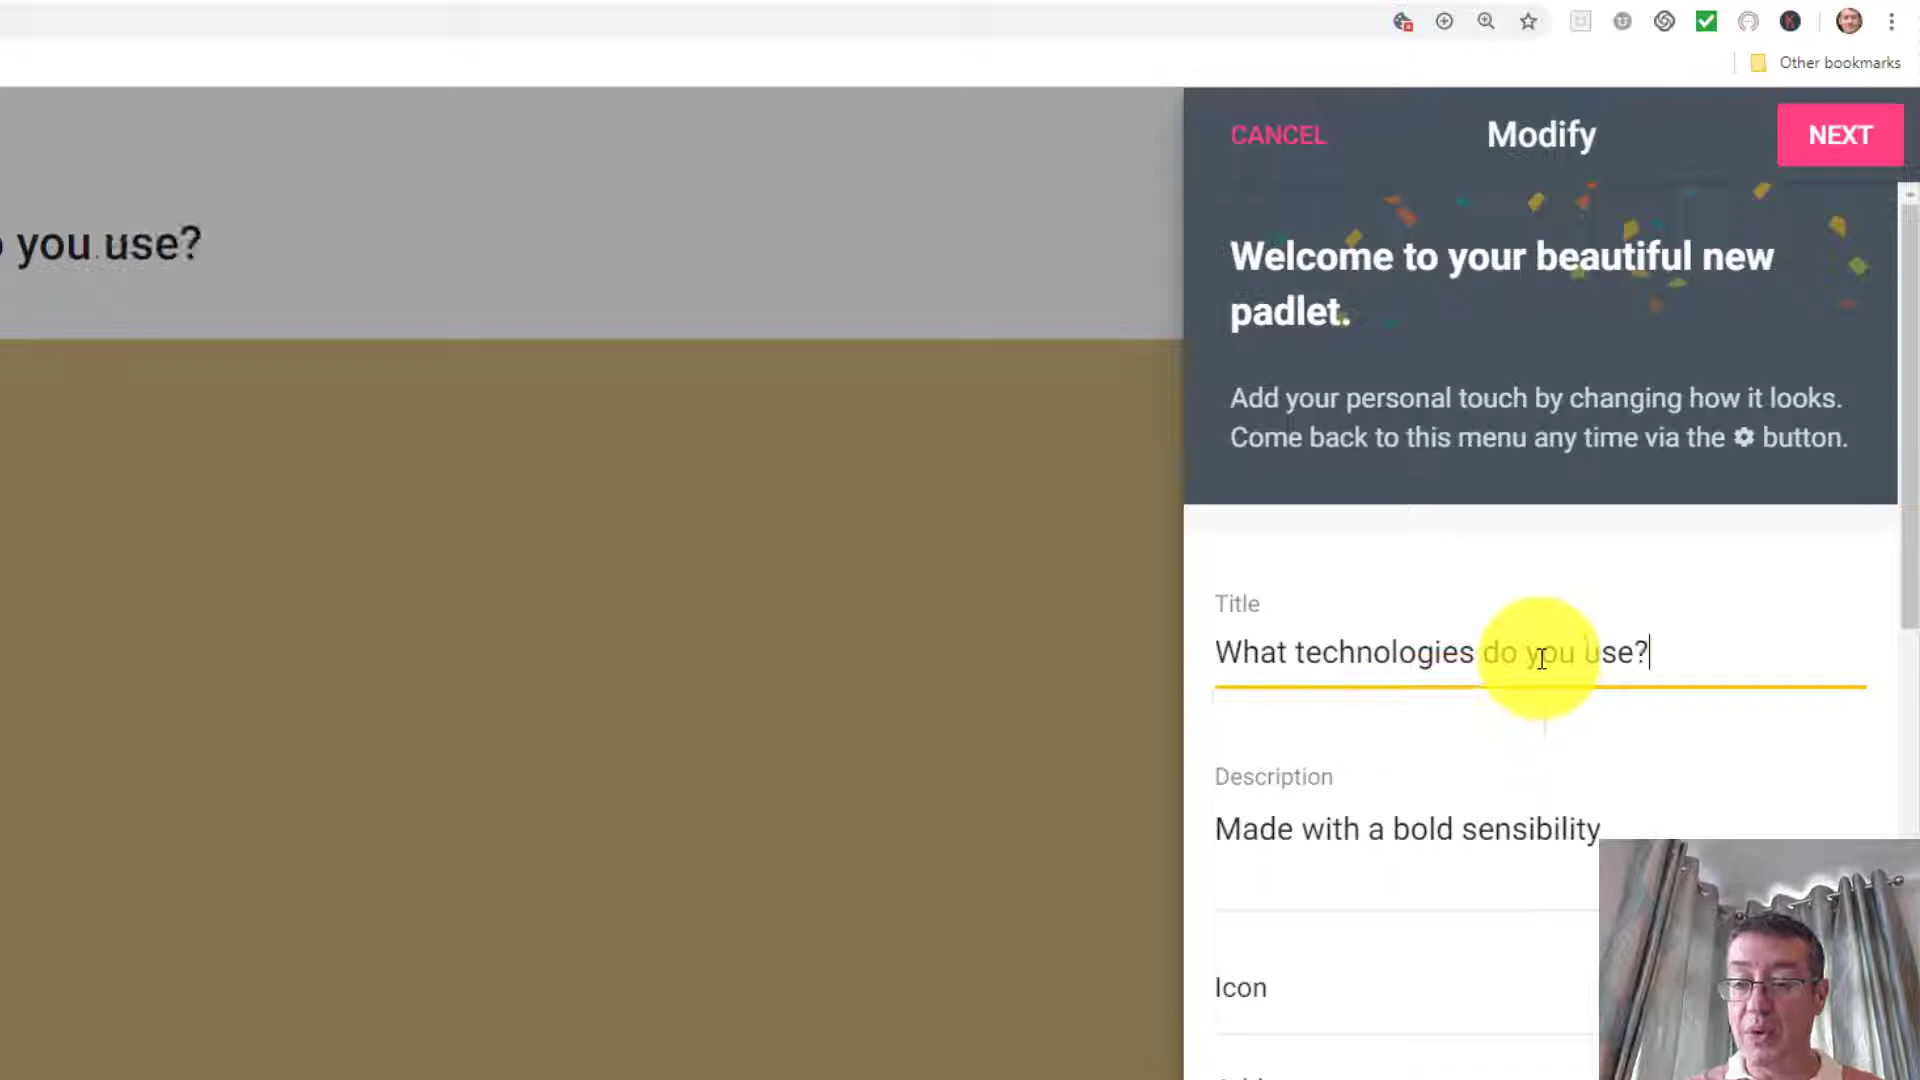 Other bookmarks
CANCEL
Modify
NEXT
you use?
Welcome to your beautiful new
padlet.
Add your personal touch by changing how it looks.
Come back to this menu any time via the button.
Title
What technologies do you use?
Description
Made with a bold sensibility
Icon